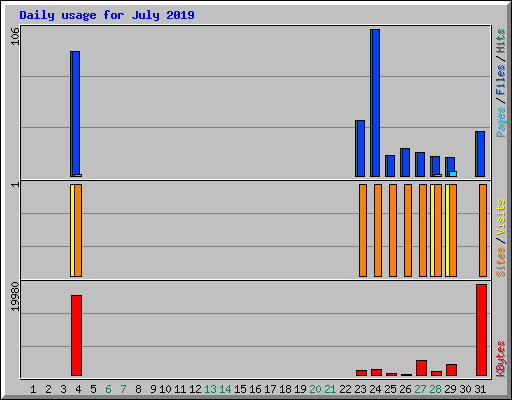 Daily usage for July 2019
106
Pages / Files / Hits
1
Sites / Visits
19980
KBytes
1 2 3 4 5 6 7 8 9 10 11 12 13 14 15 16 17 18 19 20 21 22 23 24 25 26 27 28 29 30 31